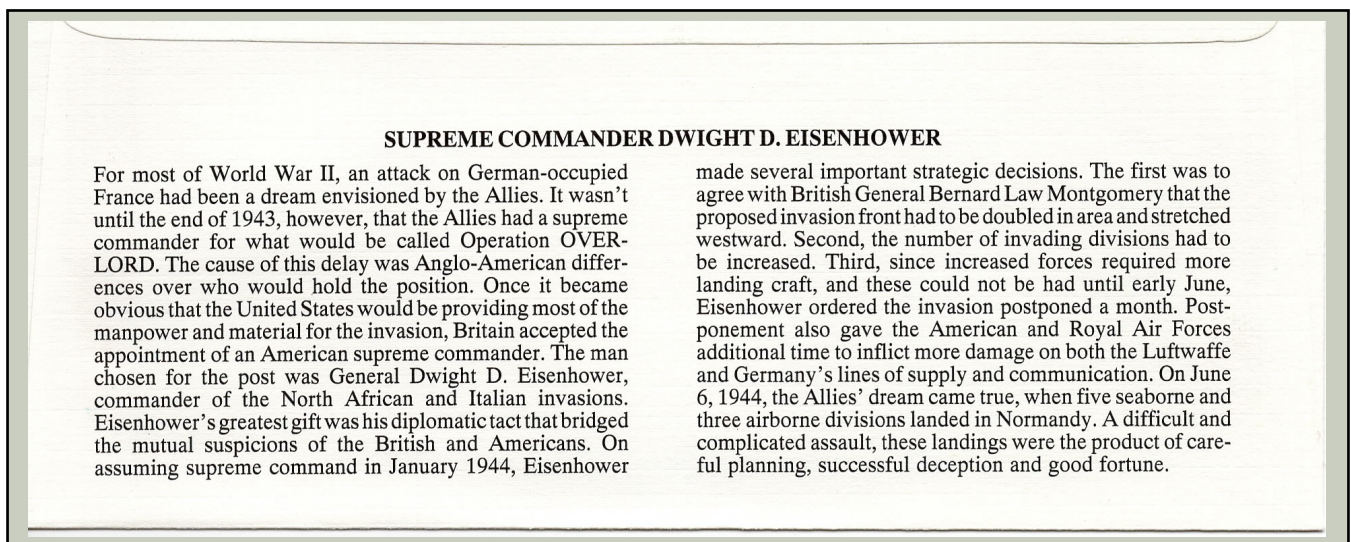 SUPREME COMMANDER DWIGHT D. EISENHOWER
For most of World War II, an attack on German-occupied
France had been a dream envisioned by the Allies. It wasn't
until the end of 1943, however, that the Allies had a supreme
commander for what would be called Operation OVER-
LORD. The cause of this delay was Anglo-American differ-
ences over who would hold the position. Once it became
obvious that the United States would be providing most of the
manpower and material for the invasion, Britain accepted the
appointment of an American supreme commander. The man
chosen for the post was General Dwight D. Eisenhower,
commander of the North African and Italian invasions.
Eisenhower's greatest gift was his diplomatic tact that bridged
the mutual suspicions of the British and Americans. On
assuming supreme command in January 1944, Eisenhower
made several important strategic decisions. The first was to
agree with British General Bernard Law Montgomery that the
proposed invasion front had to be doubled in area and stretched
westward. Second, the number of invading divisions had to
be increased. Third, since increased forces required more
landing craft, and these could not be had until early June,
Eisenhower ordered the invasion postponed a month. Post-
ponement also gave the American and Royal Air Forces
additional time to inflict more damage on both the Luftwaffe
and Germany's lines of supply and communication. On June
6, 1944, the Allies' dream came true, when five seaborne and
three airborne divisions landed in Normandy. A difficult and
complicated assault, these landings were the product of care-
ful planning, successful deception and good fortune.